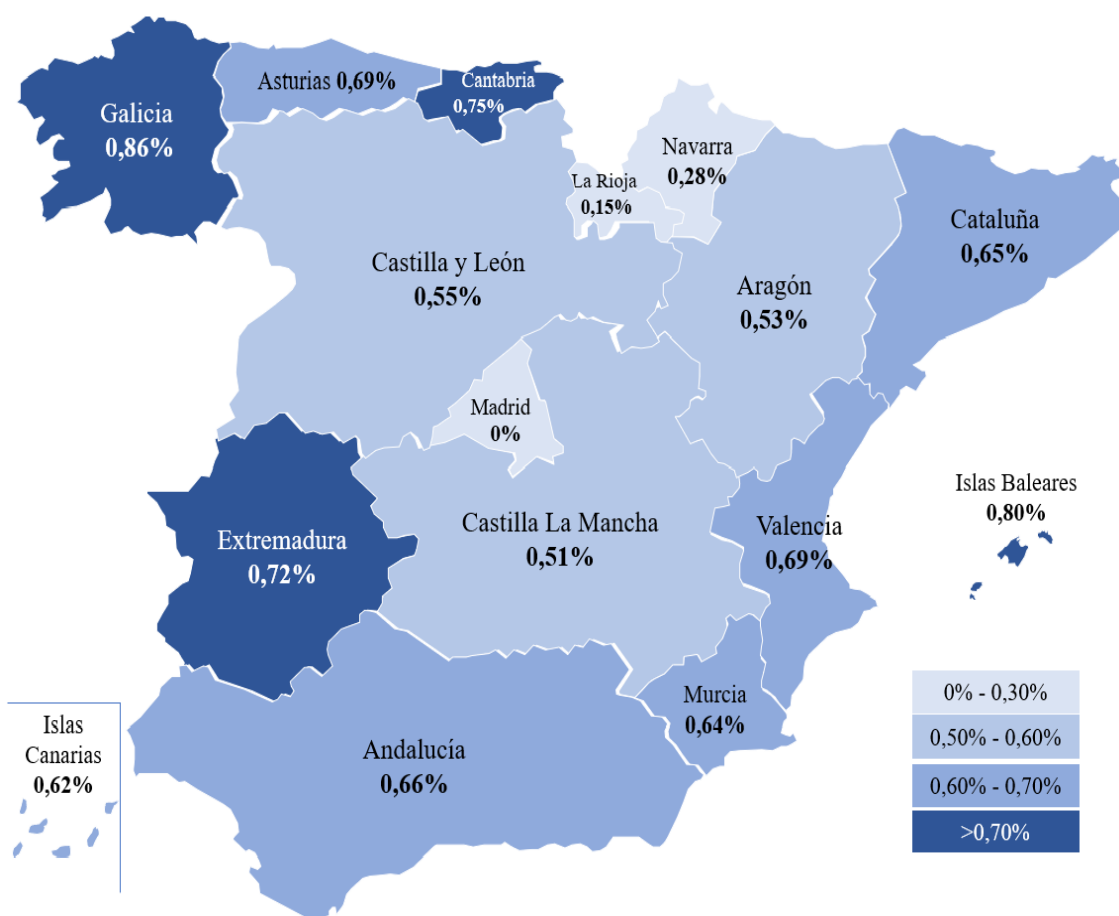 Asturias 0,69%
Cantabria
0,75%
Galicia
0,86%
Navarra
0,28%
La Rioja
0,15%
Cataluña
0,65%
Castilla y León
0,55%
Aragón
0,53%
Madrid
0%
Islas Baleares
0,80%
Castilla La Mancha
0,51%
Valencia
0,69%
Extremadura
0,72%
Murcia
0,64%
Islas
Canarias
0,62%
Andalucía
0,66%
0% - 0,30%
0,50% - 0,60%
0,60% - 0,70%
>0,70%